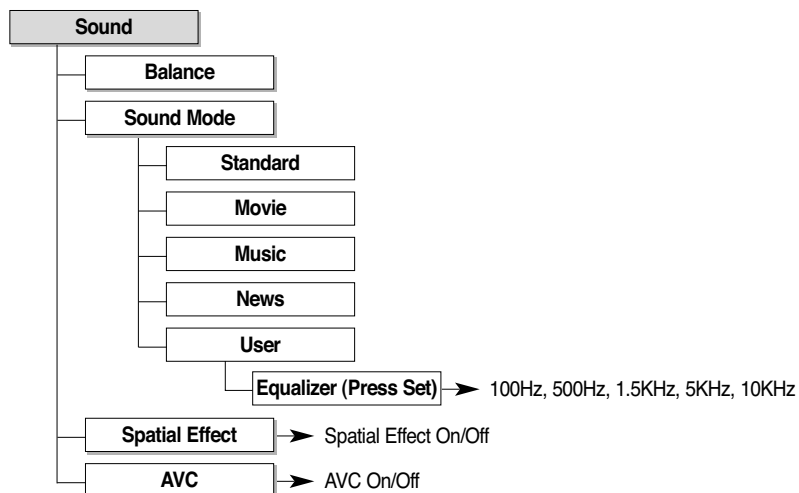 Sound
Balance
Sound Mode
Standard
Movie
Music
News
User
Equalizer (Press Set) 100Hz, 500Hz, 1.5KHz, 5KHz, 10KHz
Spatial Effect Spatial Effect On/Off
AVC AVC On/Off